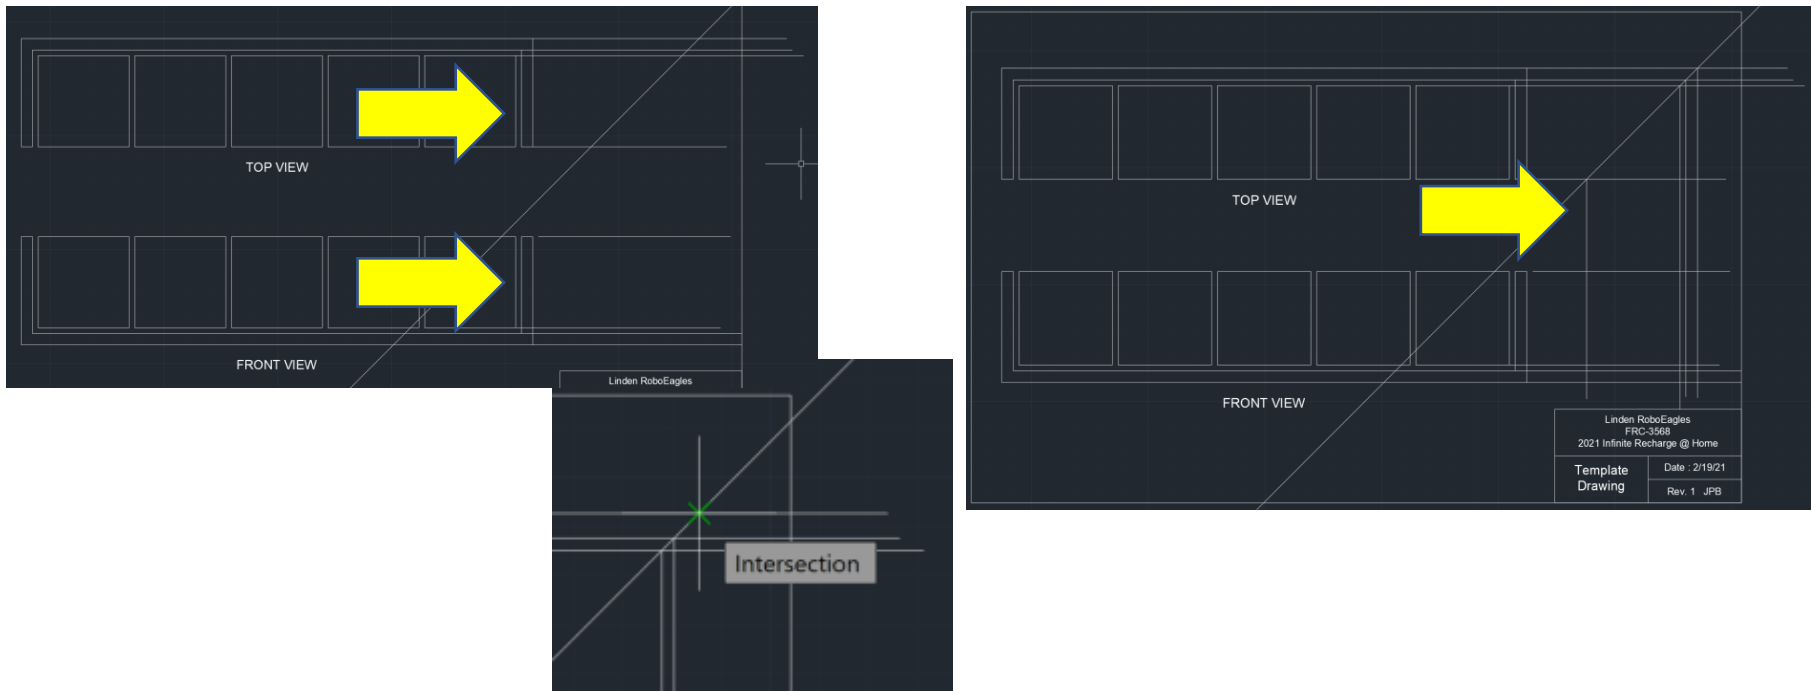 TOP VIEW
FRONT VIEW
Linden RoboEagles
Intersection
TOP VIEW
FRONT VIEW
Linden RoboEagles
FRC-3568
2021 Infinite Recharge @ Home
Template
Drawing
Date : 2/19/21
Rev. 1 JPB